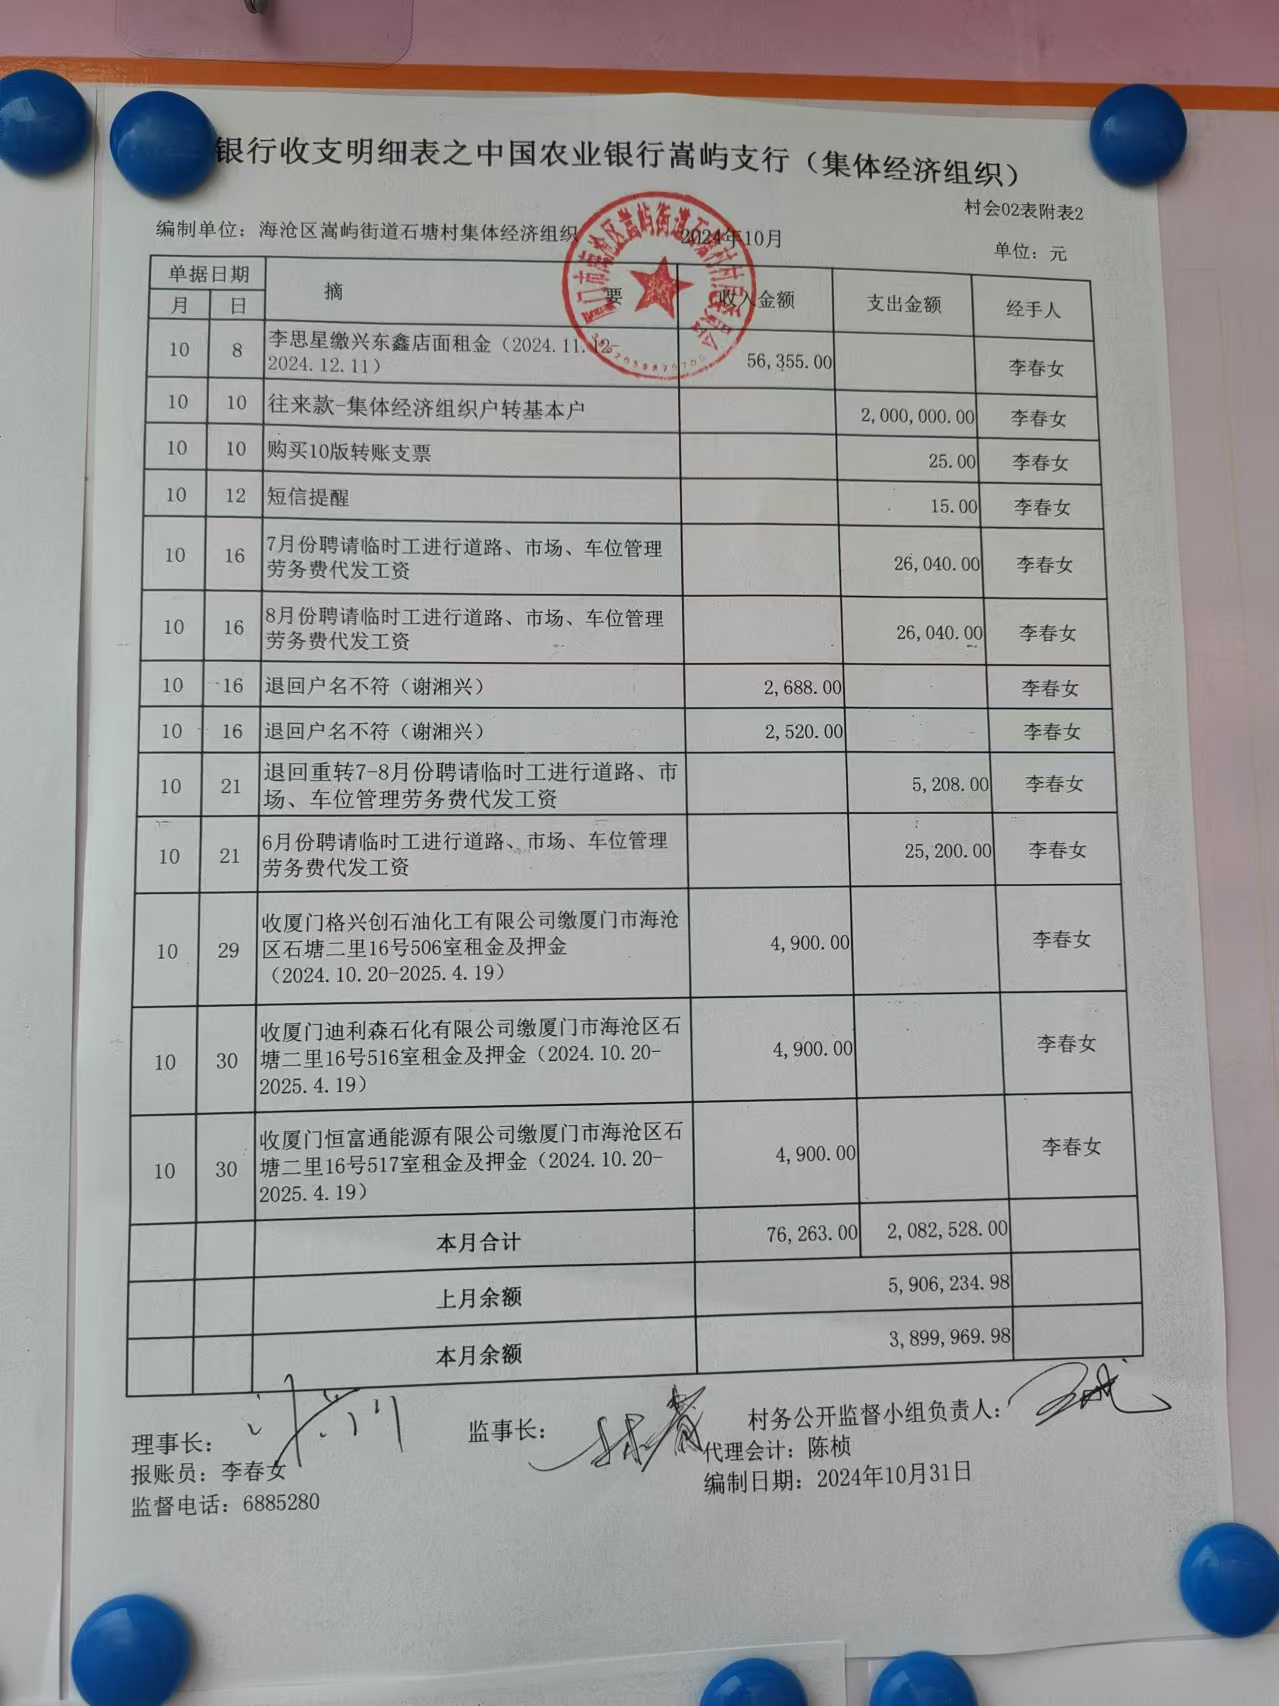 银行收支明细表之中国农业银行嵩屿支行（集体经济组织）
村会02表附表2
编制单位：海沧区嵩屿街道石塘村集体经济组织 2024年10月 单位：元
单据日期 摘 要 收入金额 支出金额 经手人
月 日
10 8 李思星缴兴东鑫店面租金（2024.11.12-
2024.12.11） 56,355.00 李春女
10 10 往来款-集体经济组织户转基本户 2,000,000.00 李春女
10 10 购买10版转账支票 25.00 李春女
10 12 短信提醒 15.00 李春女
10 16 7月份聘请临时工进行道路、市场、车位管理
劳务费代发工资 26,040.00 李春女
10 16 8月份聘请临时工进行道路、市场、车位管理
劳务费代发工资 26,040.00 李春女
10 16 退回户名不符（谢湘兴） 2,688.00 李春女
10 16 退回户名不符（谢湘兴） 2,520.00 李春女
10 21 退回重转7-8月份聘请临时工进行道路、市
场、车位管理劳务费代发工资 5,208.00 李春女
10 21 6月份聘请临时工进行道路、市场、车位管理
劳务费代发工资 25,200.00 李春女
10 29 收厦门格兴创石油化工有限公司缴厦门市海沧
区石塘二里16号506室租金及押金
（2024.10.20-2025.4.19） 4,900.00 李春女
10 30 收厦门迪利森石化有限公司缴厦门市海沧区石
塘二里16号516室租金及押金（2024.10.20-
2025.4.19） 4,900.00 李春女
10 30 收厦门恒富通能源有限公司缴厦门市海沧区石
塘二里16号517室租金及押金（2024.10.20-
2025.4.19） 4,900.00 李春女
本月合计 76,263.00 2,082,528.00
上月余额 5,906,234.98
本月余额 3,899,969.98
理事长： 监事长： 村务公开监督小组负责人：
报账员：李春女 代理会计：陈桢
监督电话：6885280 编制日期：2024年10月31日